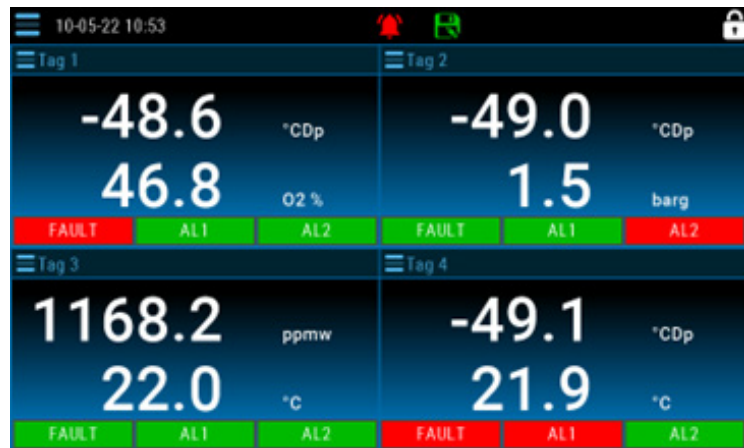 10-05-22 10:53
Tag 1
-48.6 °CDp
46.8 O2 %
FAULT AL1 AL2
Tag 2
-49.0 °CDp
1.5 barg
FAULT AL1 AL2
Tag 3
1168.2 ppmw
22.0 °C
FAULT AL1 AL2
Tag 4
-49.1 °CDp
21.9 °C
FAULT AL1 AL2